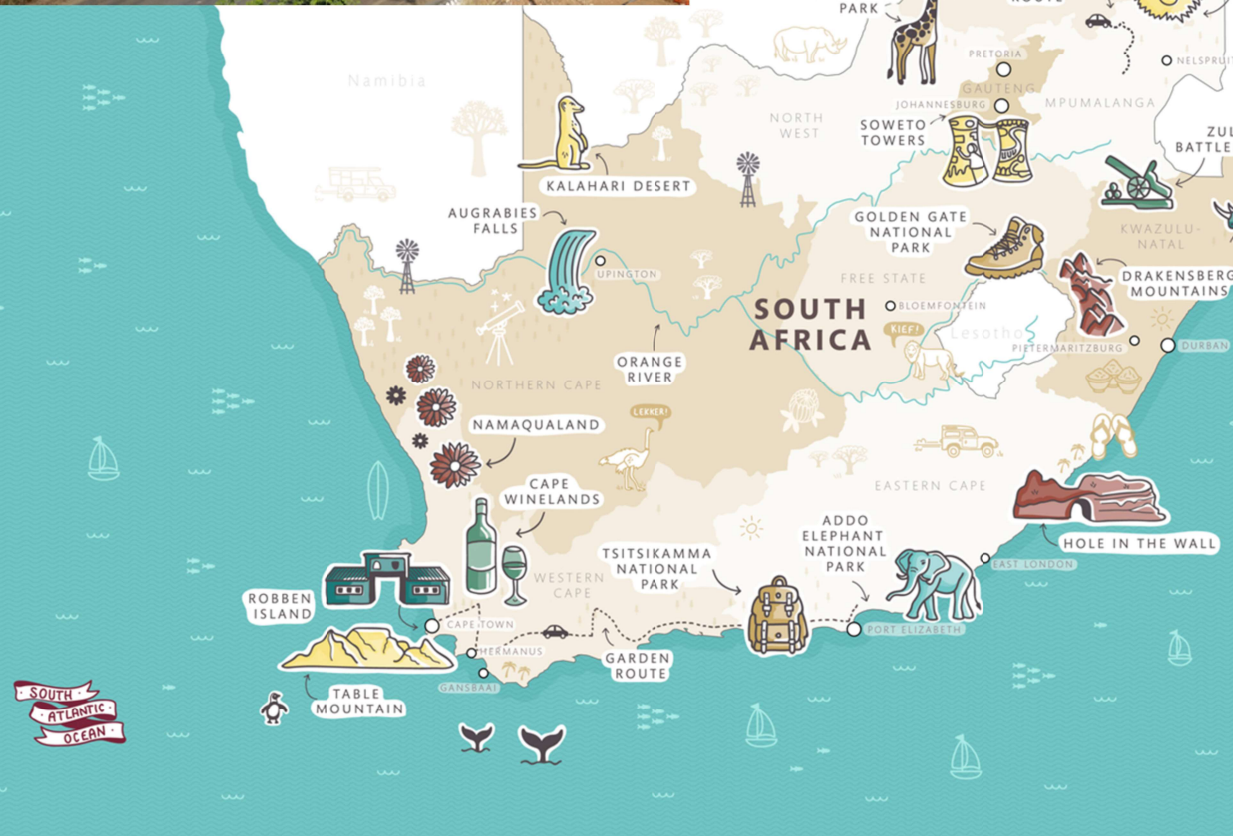 PARK
ROUTE
PRETORIA
NELSPRUIT
Namibia
GAUTENG
JOHANNESBURG
MPUMALANGA
NORTH
WEST
SOWETO
TOWERS
ZUL
BATTLE
KALAHARI DESERT
AUGRABIES
FALLS
GOLDEN GATE
NATIONAL
PARK
KWAZULU-
NATAL
UPINGTON
FREE STATE
DRAKENSBERG
MOUNTAINS
SOUTH
AFRICA
BLOEMFONTEIN
KIEF!
Lesotho
PIETERMARITZBURG
DURBAN
ORANGE
RIVER
NORTHERN CAPE
LEKKER!
NAMAQUALAND
CAPE
WINELANDS
EASTERN CAPE
ADDO
ELEPHANT
NATIONAL
PARK
HOLE IN THE WALL
TSITSIKAMMA
NATIONAL
PARK
EAST LONDON
WESTERN
CAPE
ROBBEN
ISLAND
CAPE TOWN
PORT ELIZABETH
HERMANUS
GARDEN
ROUTE
GANSBAAI
TABLE
MOUNTAIN
SOUTH
ATLANTIC
OCEAN